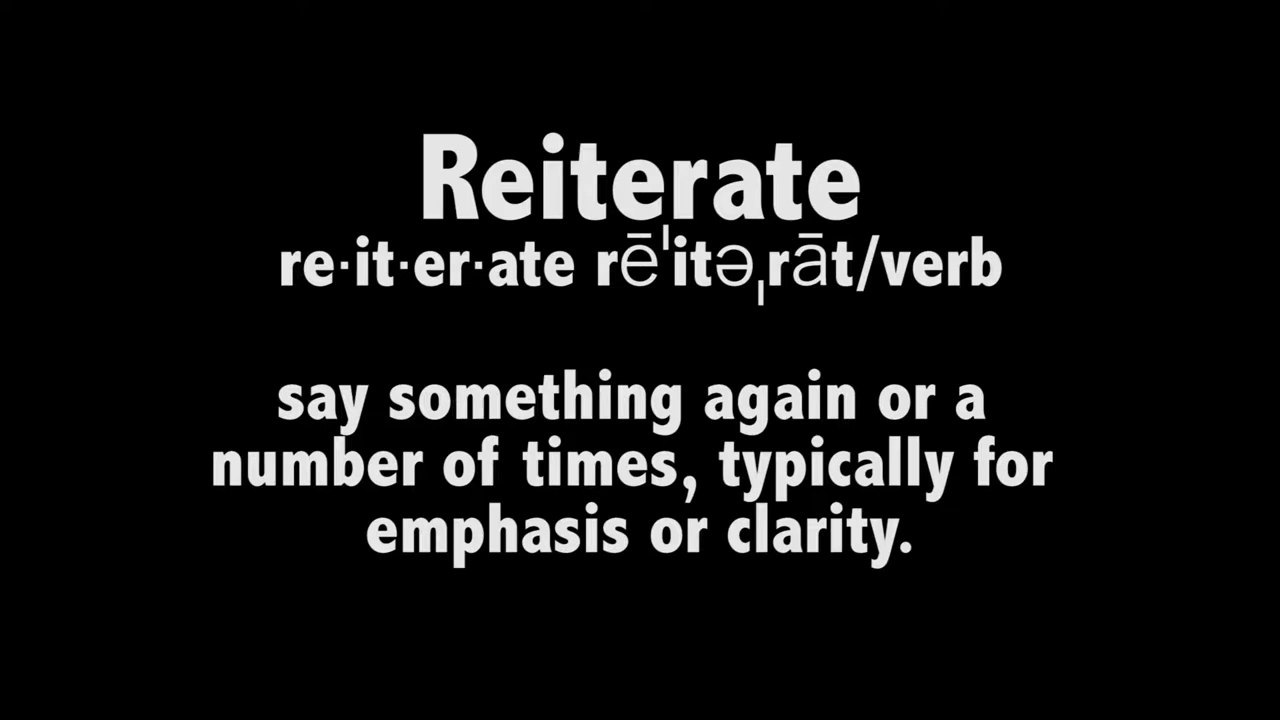 Reiterate
re·it·er·ate rēˈitəˌrāt/verb
say something again or a
number of times, typically for
emphasis or clarity.